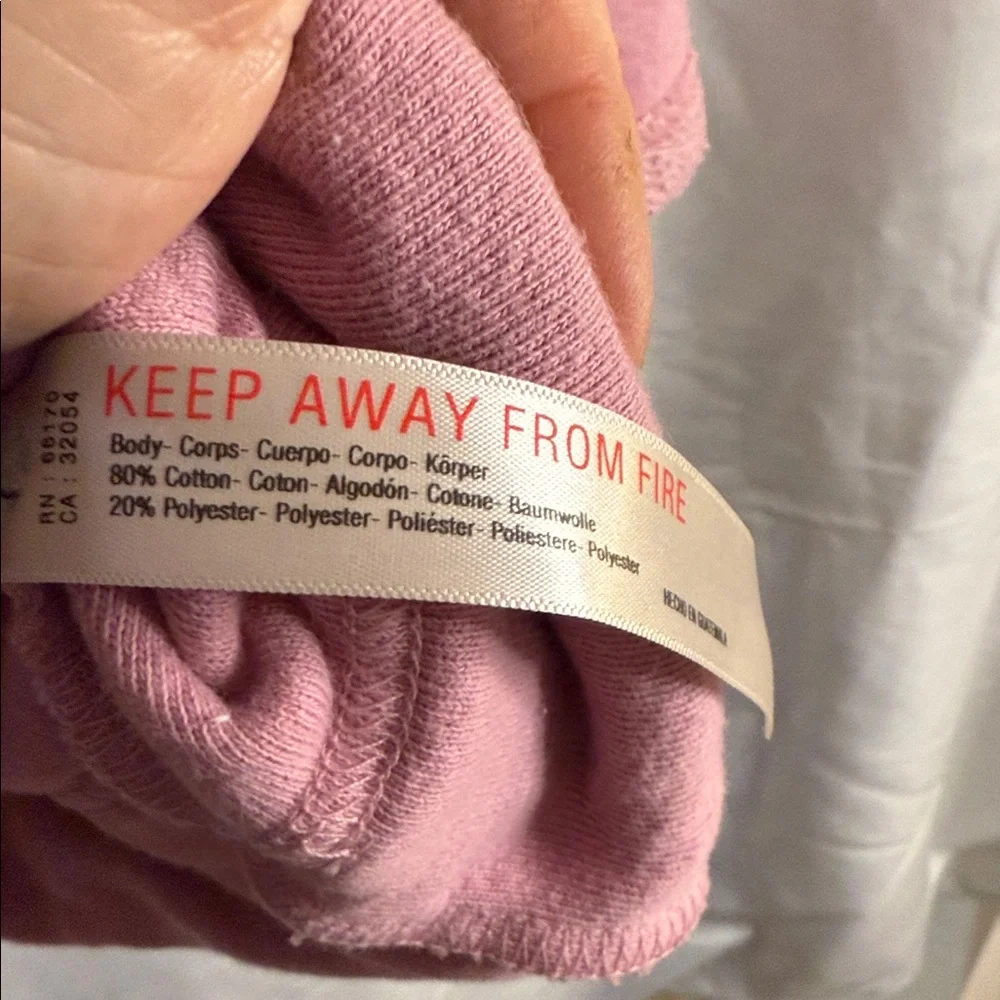 KEEP AWAY FROM FIRE
Body- Corps- Cuerpo- Corpo- Körper
80% Cotton- Coton- Algodón- Cotone- Baumwolle
20% Polyester- Polyester- Poliéster- Poliestere- Polyester
HECHO EN GUATEMALA
RN : 66170
CA : 32054